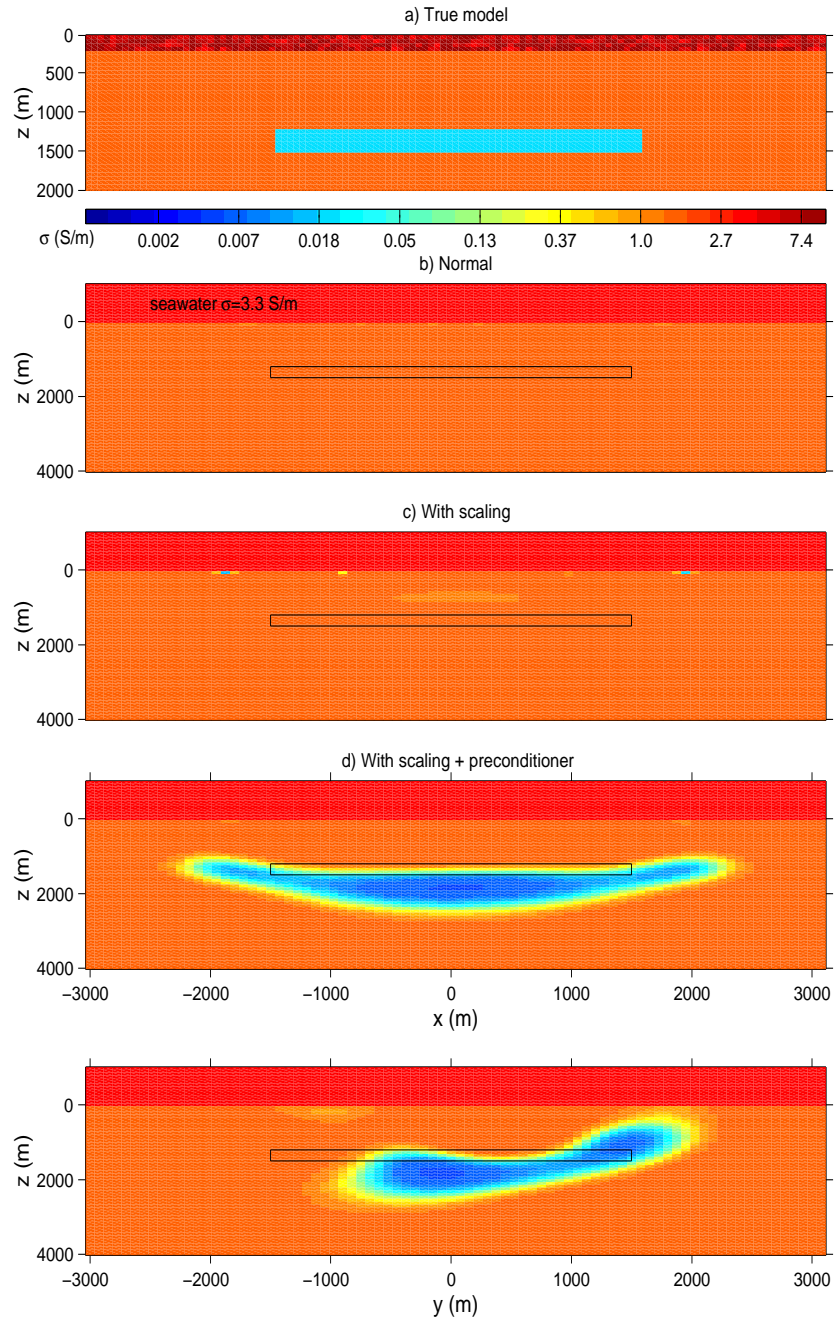 a) True model
0
500
1000
1500
2000
z (m)
σ (S/m) 0.002 0.007 0.018 0.05 0.13 0.37 1.0 2.7 7.4
b) Normal
seawater σ=3.3 S/m
0
2000
4000
z (m)
c) With scaling
0
2000
4000
z (m)
d) With scaling + preconditioner
0
2000
4000
z (m)
−3000 −2000 −1000 0 1000 2000 3000
x (m)
0
2000
4000
z (m)
−3000 −2000 −1000 0 1000 2000 3000
y (m)